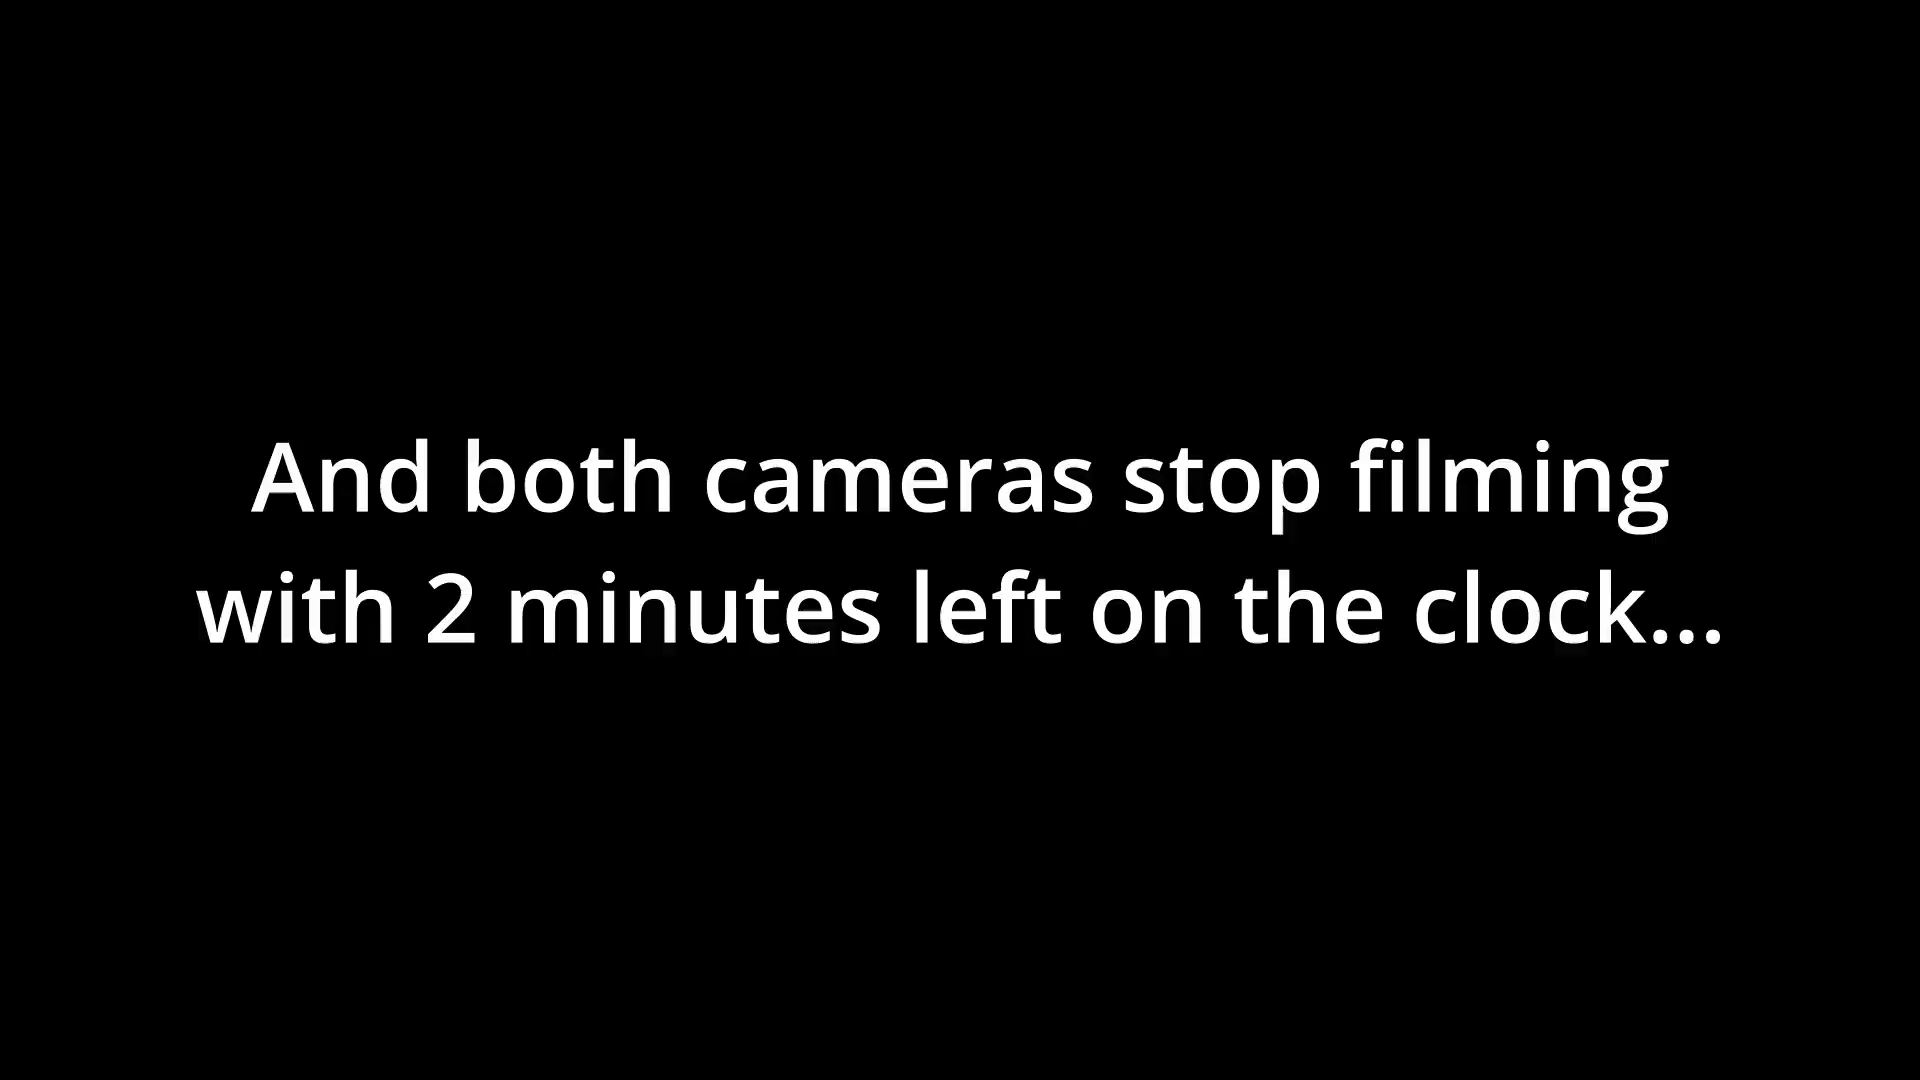 And both cameras stop filming
with 2 minutes left on the clock...